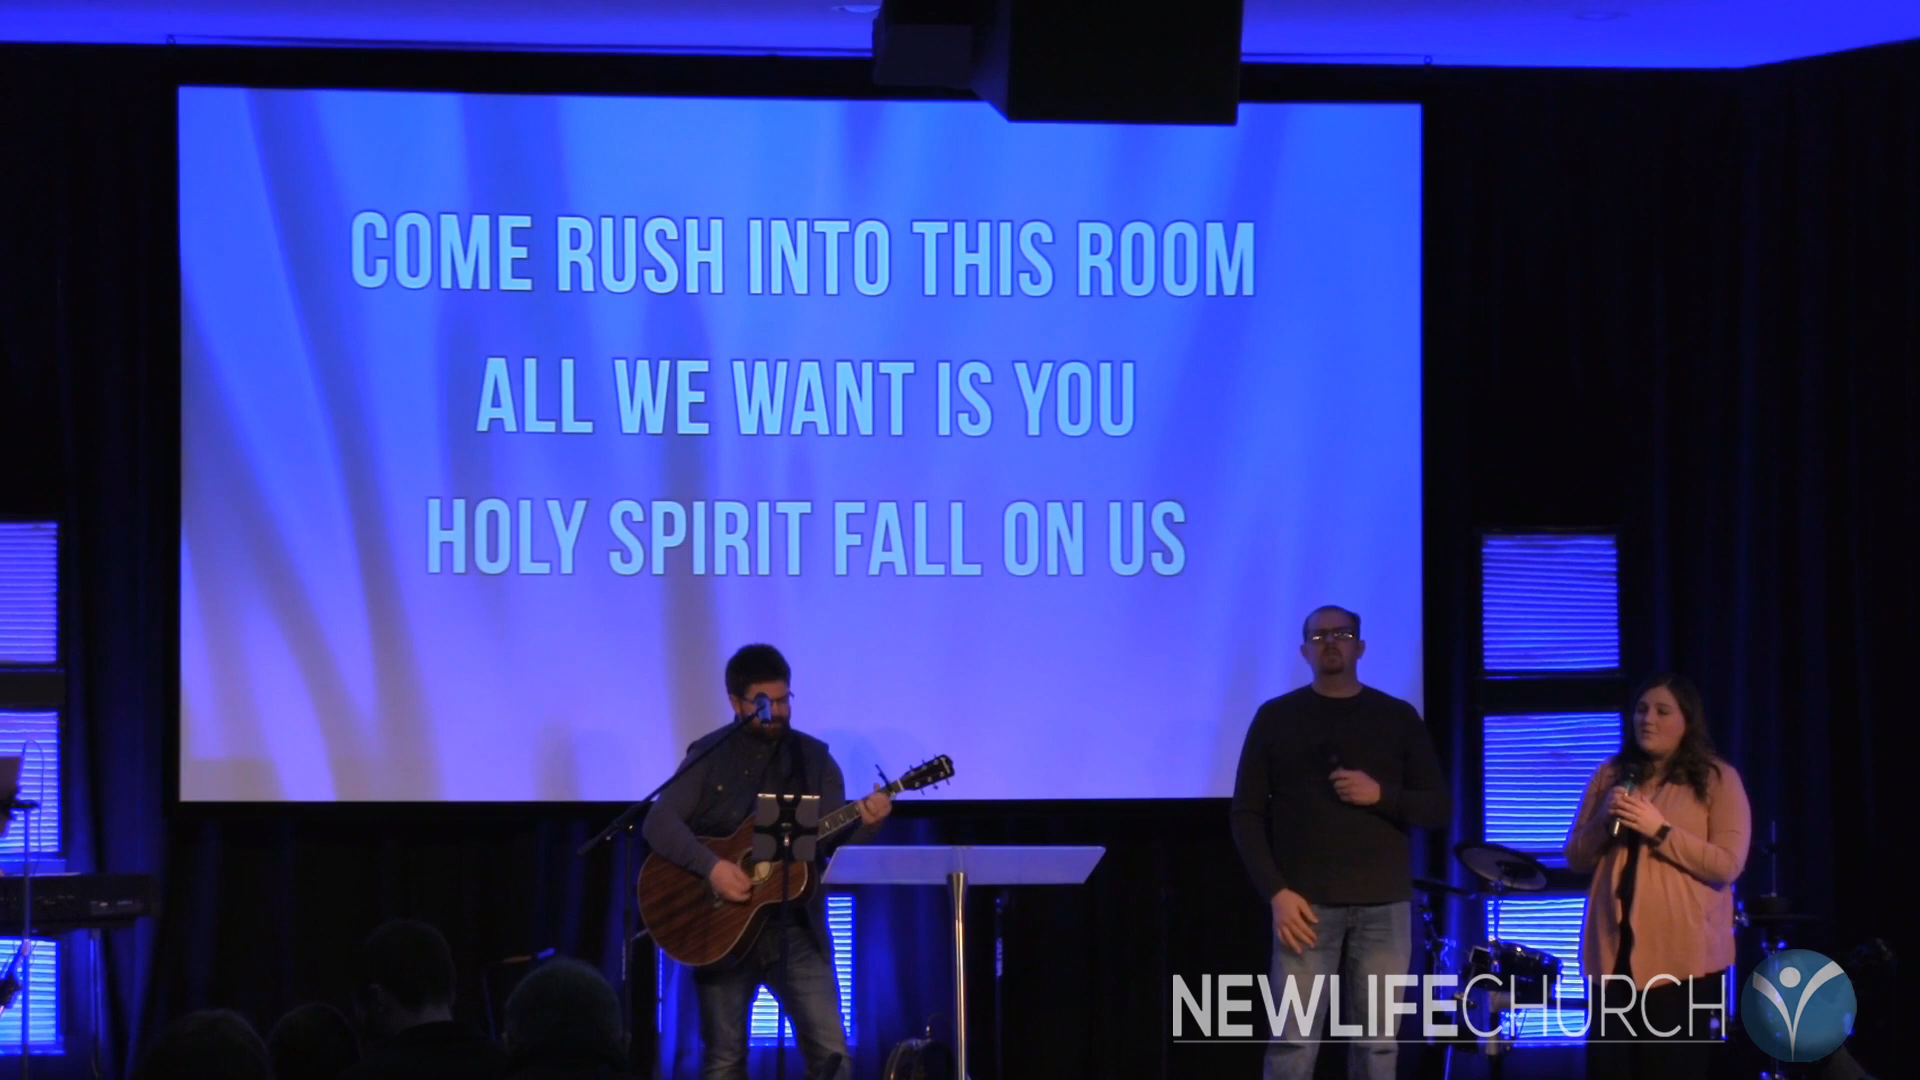 COME RUSH INTO THIS ROOM
ALL WE WANT IS YOU
HOLY SPIRIT FALL ON US
NEWLIFECHURCH